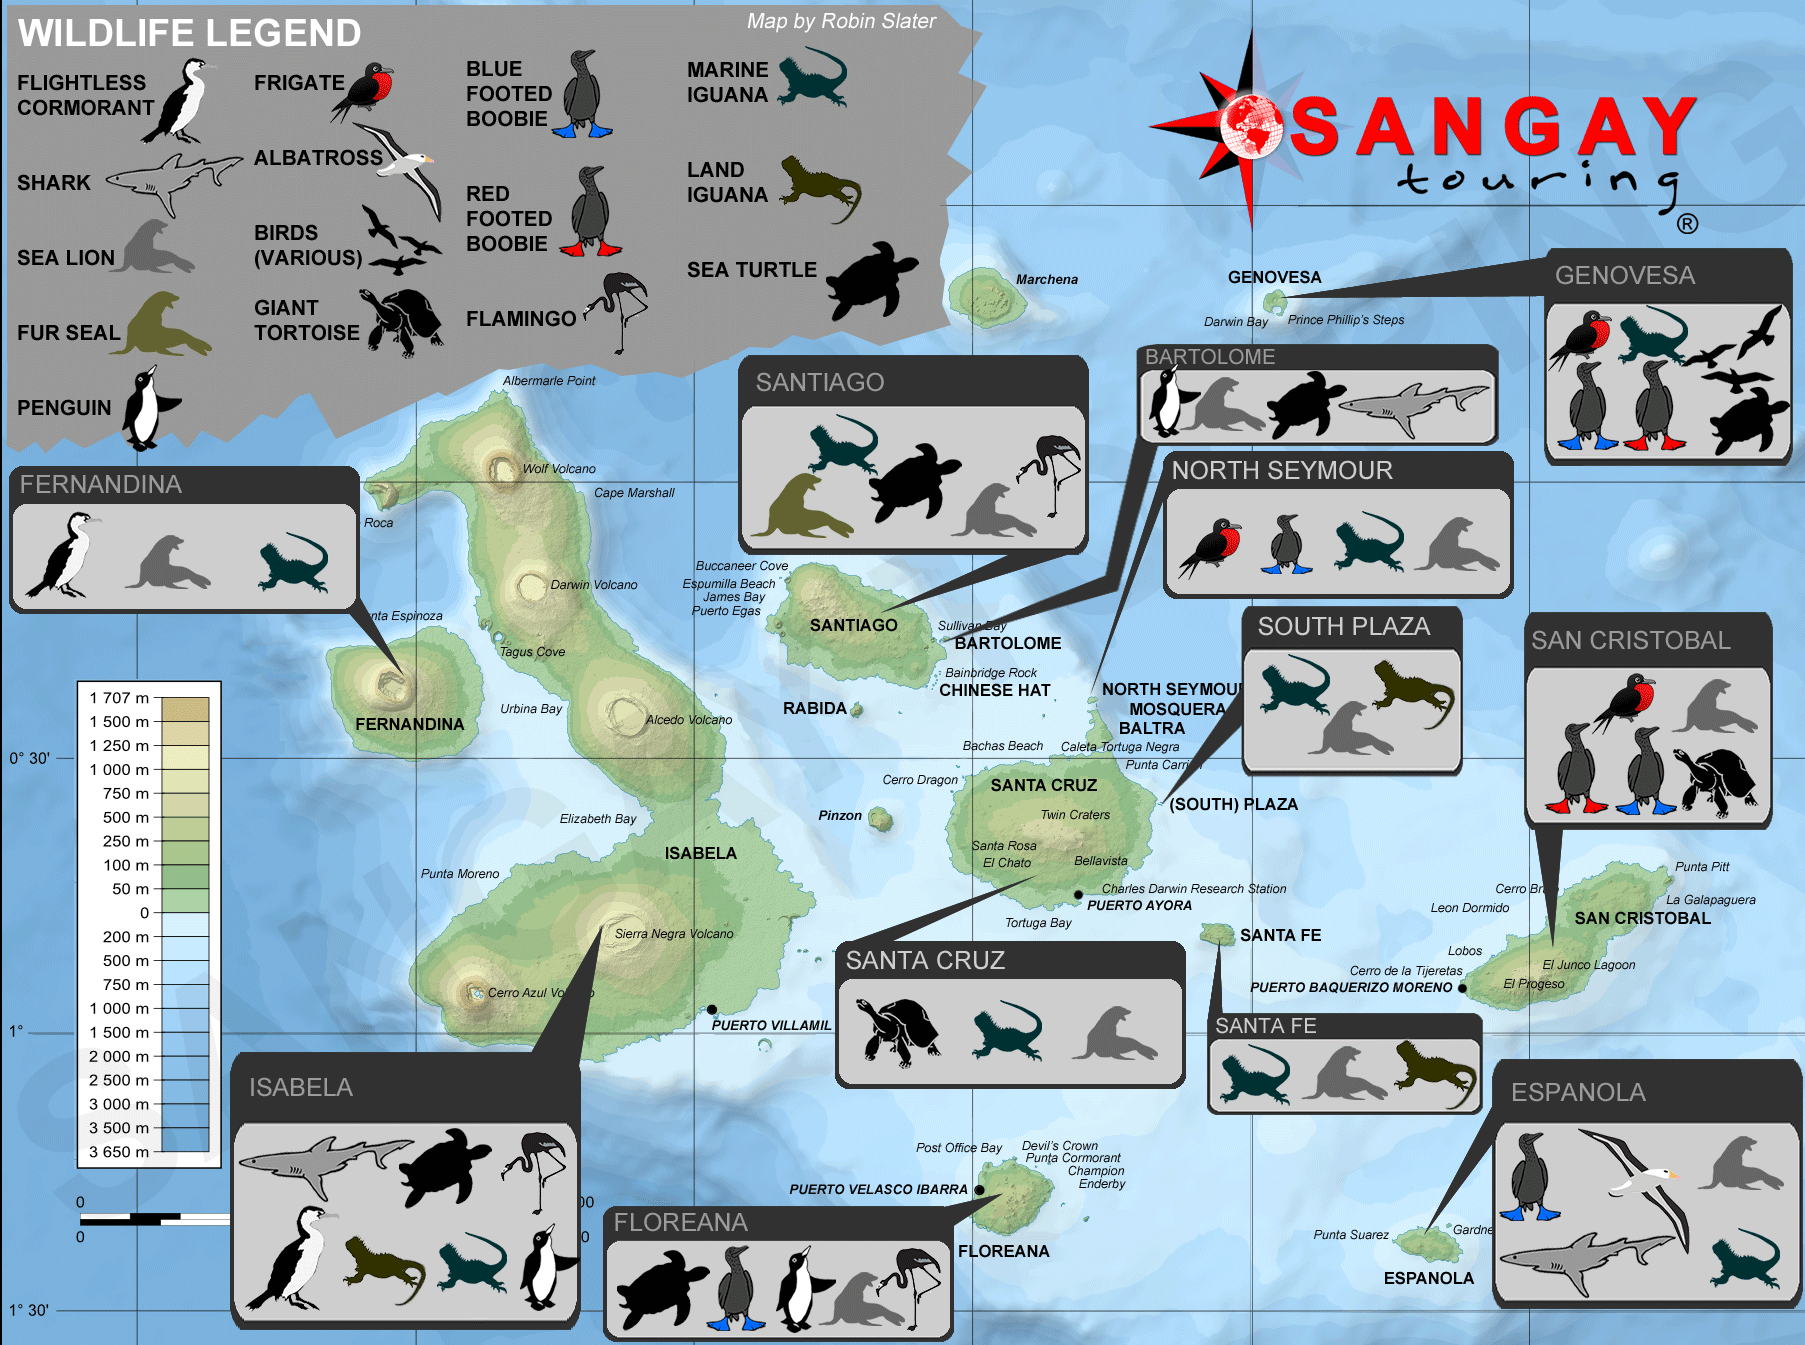 WILDLIFE LEGEND
Map by Robin Slater
FLIGHTLESS
CORMORANT
FRIGATE
BLUE
FOOTED
BOOBIE
MARINE
IGUANA
SHARK
ALBATROSS
RED
FOOTED
BOOBIE
LAND
IGUANA
SEA LION
BIRDS
(VARIOUS)
SEA TURTLE
FUR SEAL
GIANT
TORTOISE
FLAMINGO
PENGUIN
SANGAY
touring
®
Marchena
GENOVESA
Darwin Bay
Prince Phillip's Steps
GENOVESA
BARTOLOME
SANTIAGO
NORTH SEYMOUR
FERNANDINA
Albermarle Point
Wolf Volcano
Cape Marshall
Roca
Darwin Volcano
nta Espinoza
Tagus Cove
Urbina Bay
Alcedo Volcano
FERNANDINA
Buccaneer Cove
Espumilla Beach
James Bay
Puerto Egas
SANTIAGO
Sullivan Bay
BARTOLOME
Bainbridge Rock
CHINESE HAT
RABIDA
NORTH SEYMOU
MOSQUERA
BALTRA
SOUTH PLAZA
SAN CRISTOBAL
Bachas Beach
Caleta Tortuga Negra
Punta Carri
Cerro Dragon
SANTA CRUZ
(SOUTH) PLAZA
Pinzon
Twin Craters
Santa Rosa
El Chato
Bellavista
Charles Darwin Research Station
PUERTO AYORA
Tortuga Bay
Elizabeth Bay
ISABELA
Punta Moreno
Sierra Negra Volcano
Cerro Azul Vo
o
PUERTO VILLAMIL
SANTA CRUZ
SANTA FE
SANTA FE
Punta Pitt
Cerro Br
La Galapaguera
Leon Dormido
SAN CRISTOBAL
Lobos
El Junco Lagoon
Cerro de la Tijeretas
El Progeso
PUERTO BAQUERIZO MORENO
1 707 m
1 500 m
1 250 m
1 000 m
750 m
500 m
250 m
100 m
50 m
0
200 m
500 m
750 m
1 000 m
1 500 m
2 000 m
2 500 m
3 000 m
3 500 m
3 650 m
0° 30'
1°
1° 30'
0
00
0
0
ISABELA
FLOREANA
Post Office Bay
Devil's Crown
Punta Cormorant
Champion
Enderby
PUERTO VELASCO IBARRA
FLOREANA
ESPANOLA
Punta Suarez
Gardne
ESPANOLA